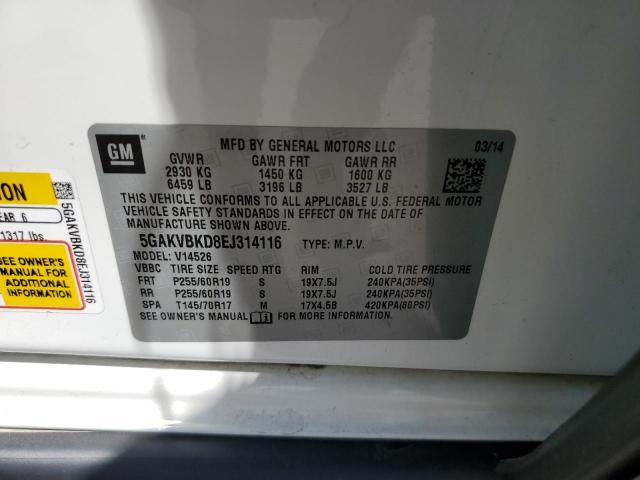 GM
MFD BY GENERAL MOTORS LLC 03/14
GVWR GAWR FRT GAWR RR
2930 KG 1450 KG 1600 KG
6459 LB 3196 LB 3527 LB
THIS VEHICLE CONFORMS TO ALL APPLICABLE U.S. FEDERAL MOTOR
VEHICLE SAFETY STANDARDS IN EFFECT ON THE DATE OF
MANUFACTURE SHOWN ABOVE.
5GAKVBKD8EJ314116 TYPE: M.P.V.
MODEL: V14526
VBBC TIRE SIZE SPEED RTG RIM COLD TIRE PRESSURE
FRT P255/60R19 S 19X7.5J 240KPA(35PSI)
RR P255/60R19 S 19X7.5J 240KPA(35PSI)
SPA T145/70R17 M 17X4.5B 420KPA(60PSI)
SEE OWNER'S MANUAL FOR MORE INFORMATION
EAR 6
1317 lbs
SEE OWNER'S
MANUAL FOR
ADDITIONAL
INFORMATION
5GAKVBKD8EJ314116